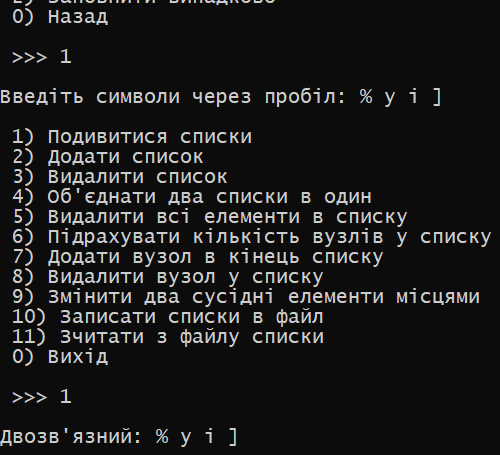 0) Назад
>>> 1
Введіть символи через пробіл: % y i ]
1) Подивитися списки
2) Додати список
3) Видалити список
4) Об'єднати два списки в один
5) Видалити всі елементи в списку
6) Підрахувати кількість вузлів у списку
7) Додати вузол в кінець списку
8) Видалити вузол у списку
9) Змінити два сусідні елементи місцями
10) Записати списки в файл
11) Зчитати з файлу списки
0) Вихід
>>> 1
Двозв'язний: % y i ]